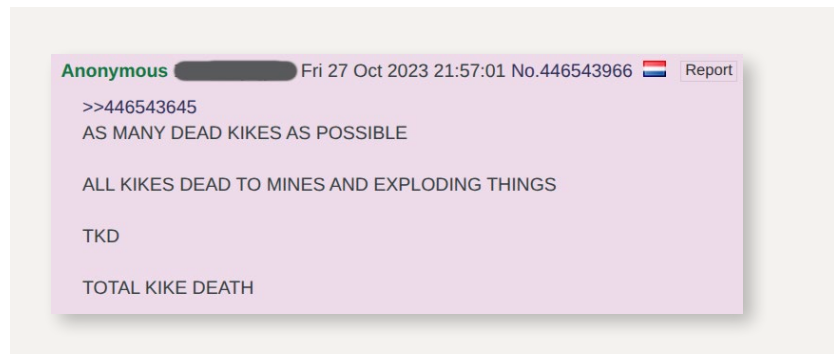 Anonymous Fri 27 Oct 2023 21:57:01 No.446543966 Report
>>446543645
AS MANY DEAD KIKES AS POSSIBLE
ALL KIKES DEAD TO MINES AND EXPLODING THINGS
TKD
TOTAL KIKE DEATH